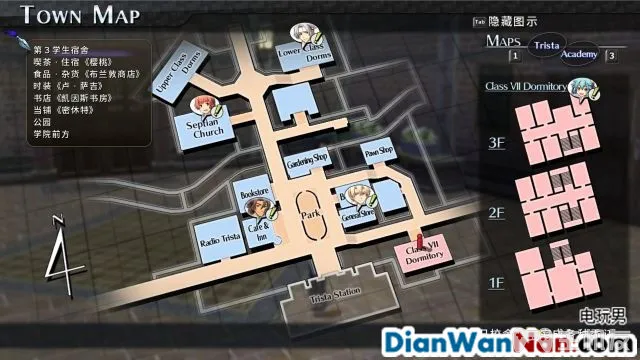 TOWN MAP
Tab 隐藏图示
MAPS
Trista
Academy
1
3
第3学生宿舍
喫茶·住宿《樱桃》
食品·杂货《布兰敦商店》
时装《卢·萨吉》
书店《凯因斯书房》
当铺《密休特》
公园
学院前方
Upper Class
Dorms
Lower Class
Dorms
Septian
Church
Gardening Shop
Pawn Shop
Bookstore
Café &
Inn
Radio Trista
Park
General Store
Class VII
Dormitory
Trista Station
Class VII Dormitory
3F
2F
1F
电玩男
DianWanNan.com